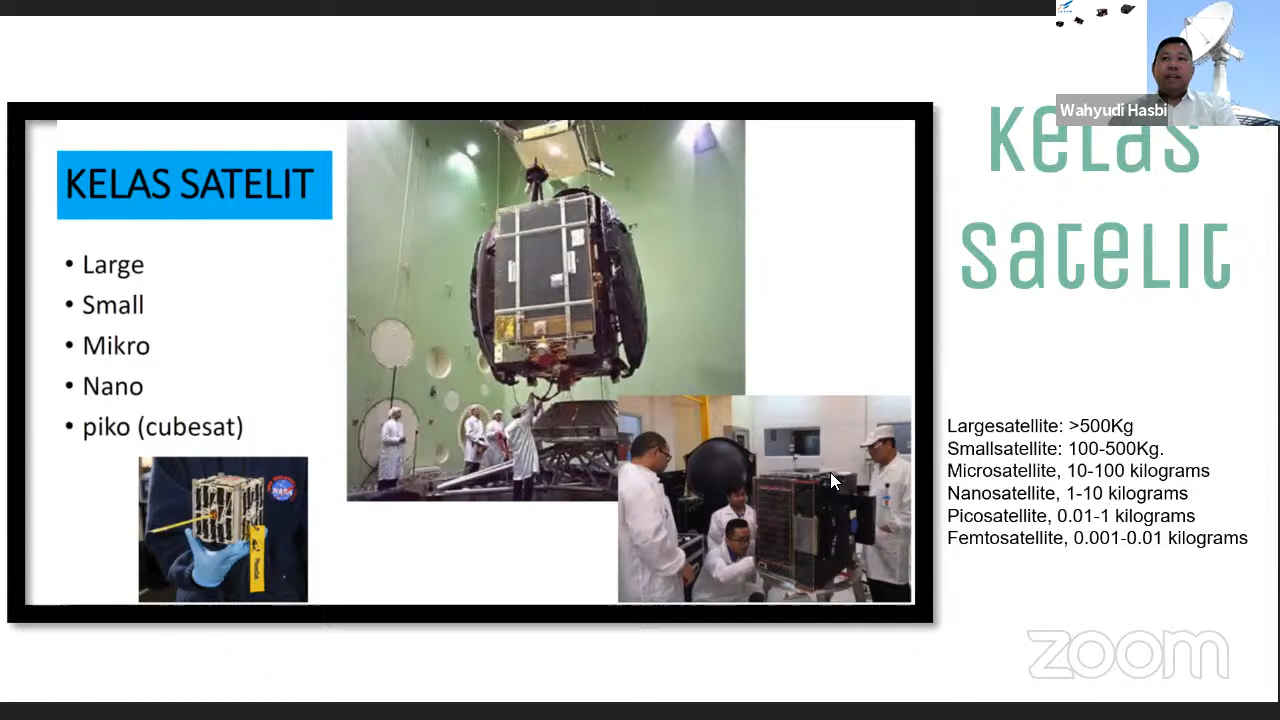 Wahyudi Hasbi
Kelas
Satelit
KELAS SATELIT
• Large
• Small
• Mikro
• Nano
• piko (cubesat)
NASA
Largesatellite: >500Kg
Smallsatellite: 100-500Kg.
Microsatellite, 10-100 kilograms
Nanosatellite, 1-10 kilograms
Picosatellite, 0.01-1 kilograms
Femtosatellite, 0.001-0.01 kilograms
zoom